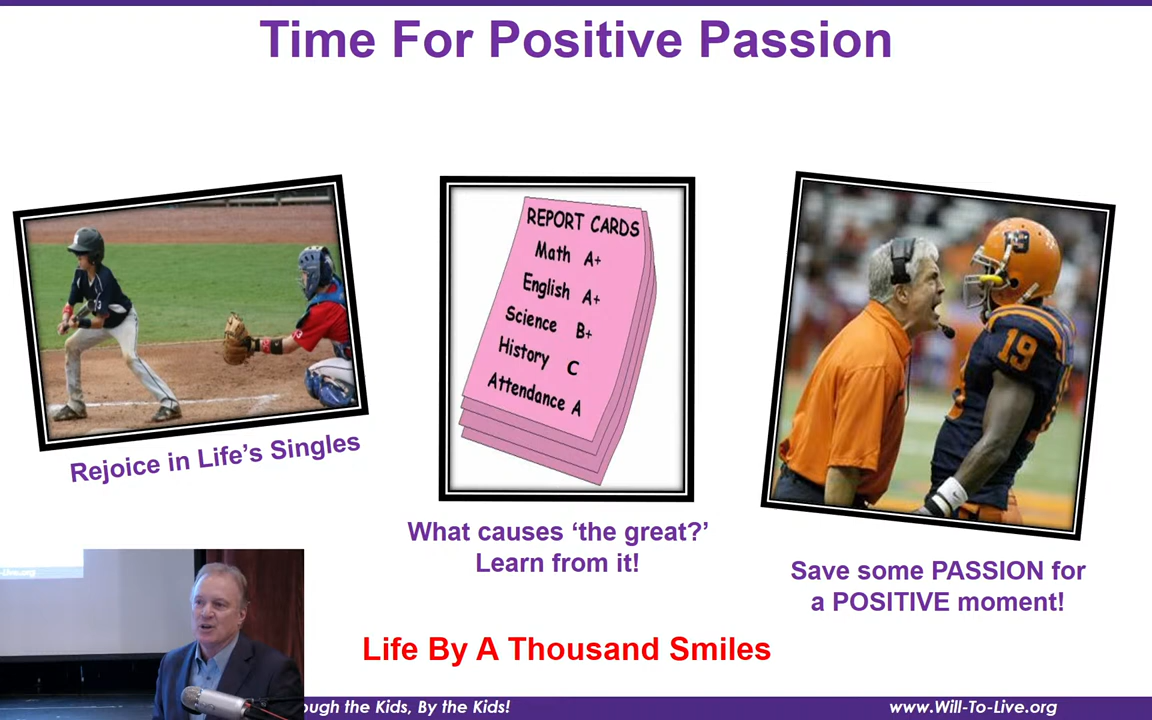 Time For Positive Passion
REPORT CARDS
Math A+
English A+
Science B+
History C
Attendance A
19
Rejoice in Life's Singles
What causes ‘the great?’
Learn from it!
Save some PASSION for
a POSITIVE moment!
Life By A Thousand Smiles
the Kids, By the Kids!
www.Will-To-Live.org